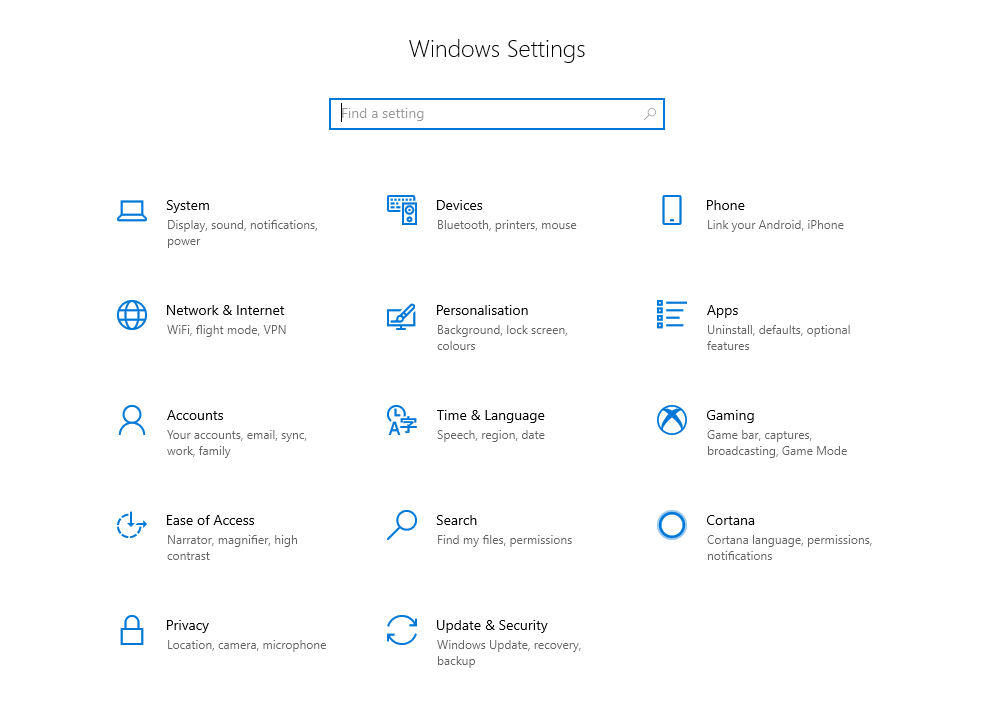 Windows Settings
Find a setting
System
Display, sound, notifications,
power
Devices
Bluetooth, printers, mouse
Phone
Link your Android, iPhone
Network & Internet
WiFi, flight mode, VPN
Personalisation
Background, lock screen,
colours
Apps
Uninstall, defaults, optional
features
Accounts
Your accounts, email, sync,
work, family
Time & Language
Speech, region, date
Gaming
Game bar, captures,
broadcasting, Game Mode
Ease of Access
Narrator, magnifier, high
contrast
Search
Find my files, permissions
Cortana
Cortana language, permissions,
notifications
Privacy
Location, camera, microphone
Update & Security
Windows Update, recovery,
backup